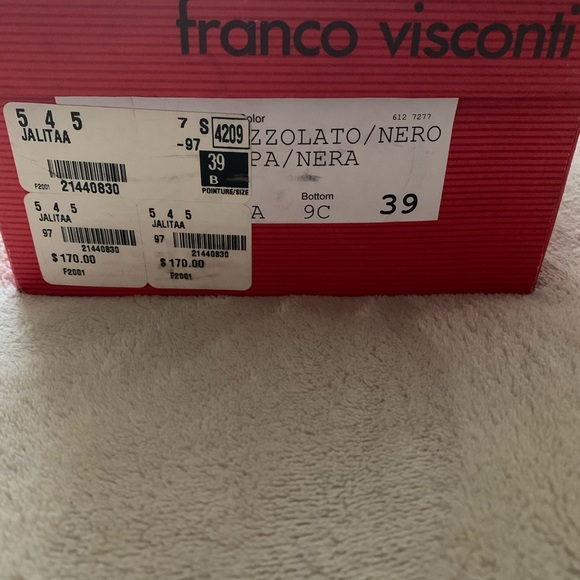 franco visconti
5 4 5
JALITAA
7 S 4209
-97
39
B
POINTURE/SIZE
F2001 21440830
Color
612 7277
ZZOLATO/NERO
PA/NERA
Bottom
A 9C 39
5 4 5
JALITAA
97
21440830
$170.00
F2001
5 4 5
JALITAA
97
21440830
$170.00
F2001